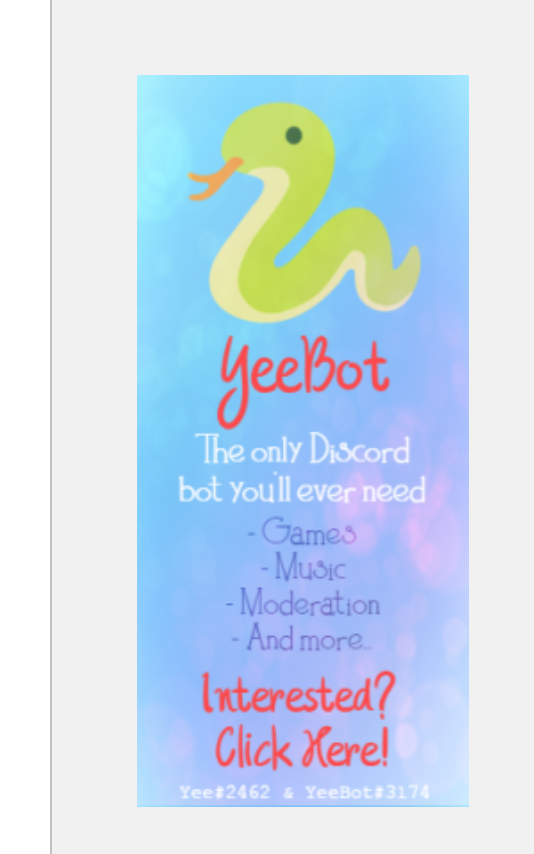 YeeBot
The only Discord
bot you'll ever need
- Games
- Music
- Moderation
- And more...
Interested?
Click Here!
Yee#2462 & YeeBot#3174